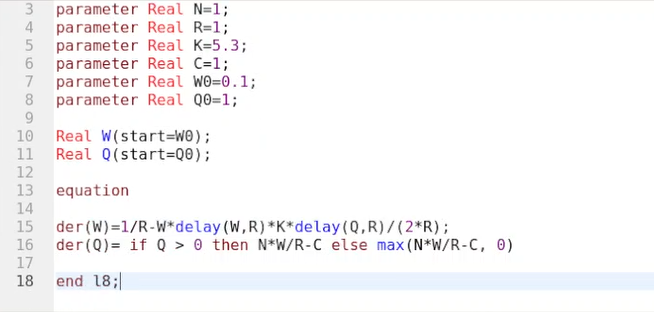 3 parameter Real N=1;
4 parameter Real R=1;
5 parameter Real K=5.3;
6 parameter Real C=1;
7 parameter Real W0=0.1;
8 parameter Real Q0=1;
9
10 Real W(start=W0);
11 Real Q(start=Q0);
12
13 equation
14
15 der(W)=1/R-W*delay(W,R)*K*delay(Q,R)/(2*R);
16 der(Q)= if Q > 0 then N*W/R-C else max(N*W/R-C, 0)
17
18 end l8;